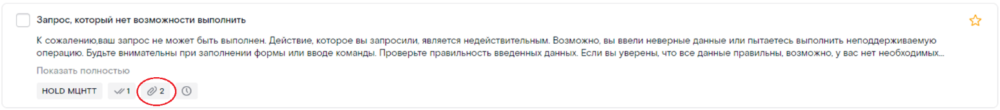 Запрос, который нет возможности выполнить
К сожалению,ваш запрос не может быть выполнен. Действие, которое вы запросили, является недействительным. Возможно, вы ввели неверные данные или пытаетесь выполнить неподдерживаемую
операцию. Будьте внимательны при заполнении формы или вводе команды. Проверьте правильность введенных данных. Если вы уверены, что все данные правильны, возможно, у вас нет необходимых...
Показать полностью
HOLD МЦНТТ 1 2